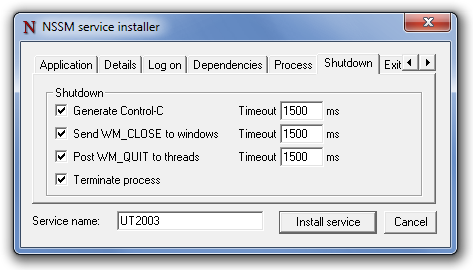 NSSM service installer
Application Details Log on Dependencies Process Shutdown Exit
Shutdown
Generate Control-C Timeout 1500 ms
Send WM_CLOSE to windows Timeout 1500 ms
Post WM_QUIT to threads Timeout 1500 ms
Terminate process
Service name: UT2003 Install service Cancel